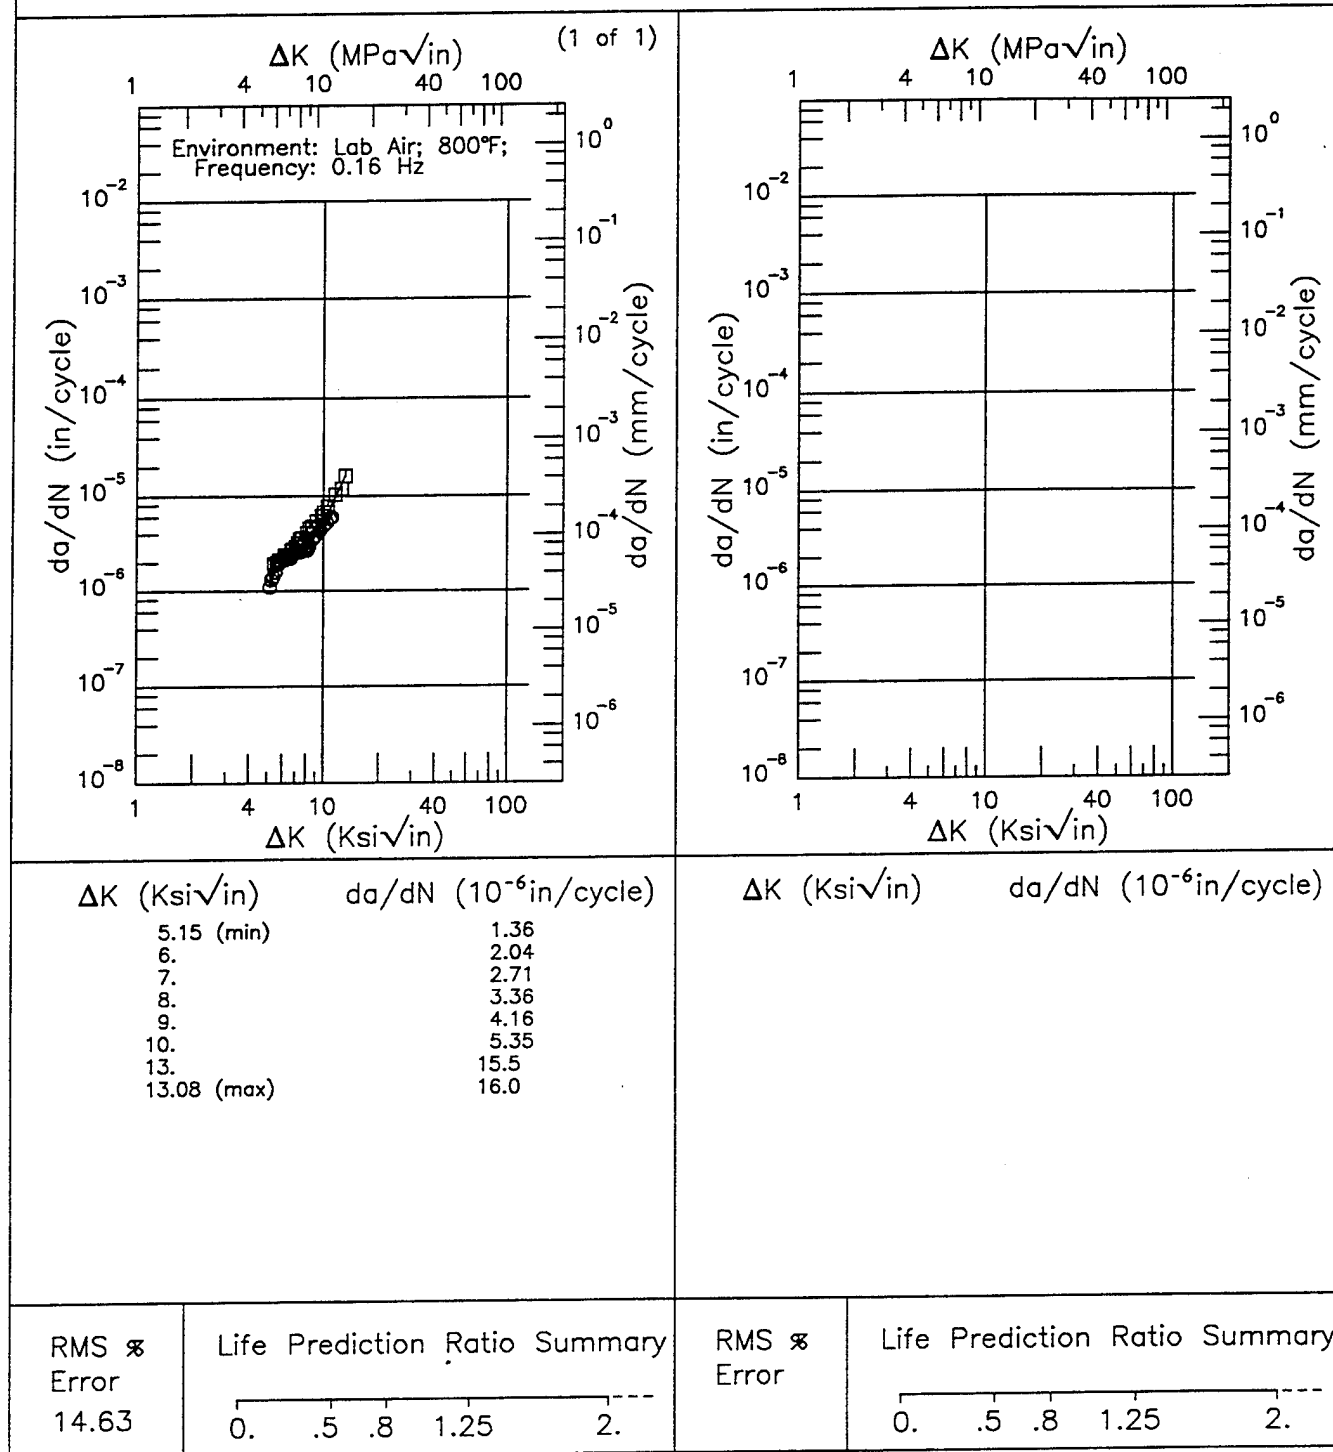 (1 of 1)
ΔK (MPa√in)
1 4 10 40 100
Environment: Lab Air; 800°F;
Frequency: 0.16 Hz
da/dN (in/cycle)
10⁻²
10⁻³
10⁻⁴
10⁻⁵
10⁻⁶
10⁻⁷
10⁻⁸
10⁰
10⁻¹
10⁻²
10⁻³
10⁻⁴
10⁻⁵
10⁻⁶
da/dN (mm/cycle)
1 4 10 40 100
ΔK (Ksi√in)
ΔK (MPa√in)
1 4 10 40 100
da/dN (in/cycle)
10⁻²
10⁻³
10⁻⁴
10⁻⁵
10⁻⁶
10⁻⁷
10⁻⁸
10⁰
10⁻¹
10⁻²
10⁻³
10⁻⁴
10⁻⁵
10⁻⁶
da/dN (mm/cycle)
1 4 10 40 100
ΔK (Ksi√in)
ΔK (Ksi√in) da/dN (10⁻⁶in/cycle)
5.15 (min) 1.36
6. 2.04
7. 2.71
8. 3.36
9. 4.16
10. 5.35
13. 15.5
13.08 (max) 16.0
ΔK (Ksi√in) da/dN (10⁻⁶in/cycle)
RMS %
Error
14.63
Life Prediction Ratio Summary
0. .5 .8 1.25 2.
RMS %
Error
Life Prediction Ratio Summary
0. .5 .8 1.25 2.